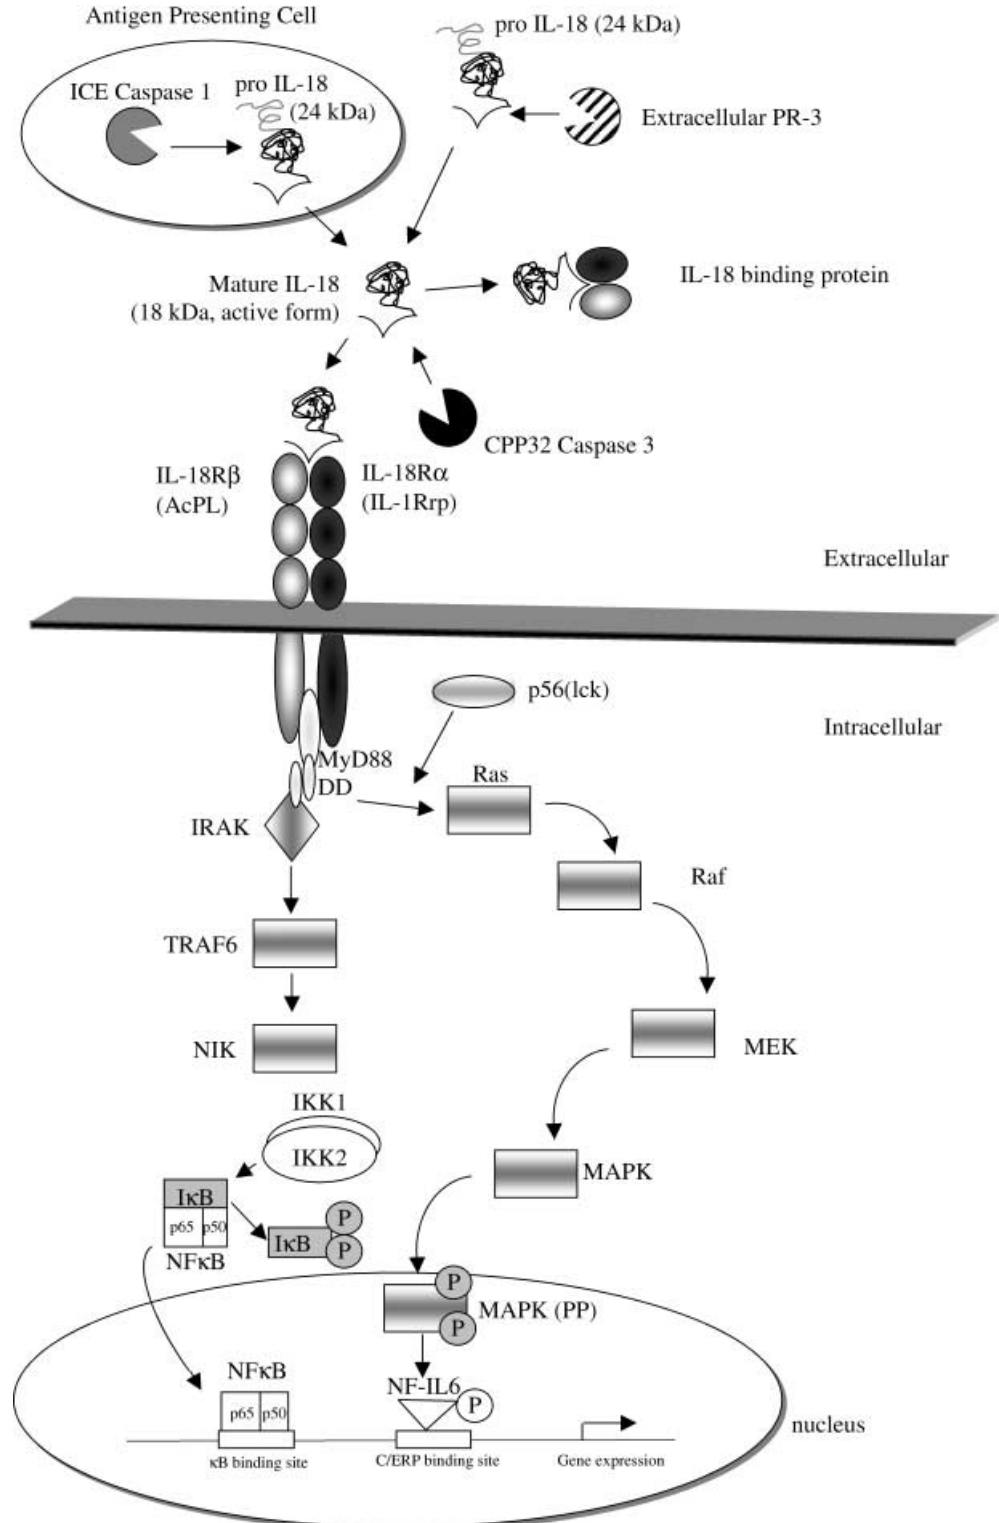 Antigen Presenting Cell
pro IL-18 (24 kDa)
ICE Caspase 1
pro IL-18
(24 kDa)
Extracellular PR-3
Mature IL-18
(18 kDa, active form)
IL-18 binding protein
CPP32 Caspase 3
IL-18Rβ
(AcPL)
IL-18Rα
(IL-1Rrp)
Extracellular
p56(lck)
Intracellular
MyD88
DD
Ras
IRAK
Raf
TRAF6
NIK
MEK
IKK1
IKK2
MAPK
IκB
p65 p50
NFκB
IκB
P
P
P
MAPK (PP)
P
NFκB
p65 p50
NF-IL6
P
nucleus
κB binding site
C/ERP binding site
Gene expression